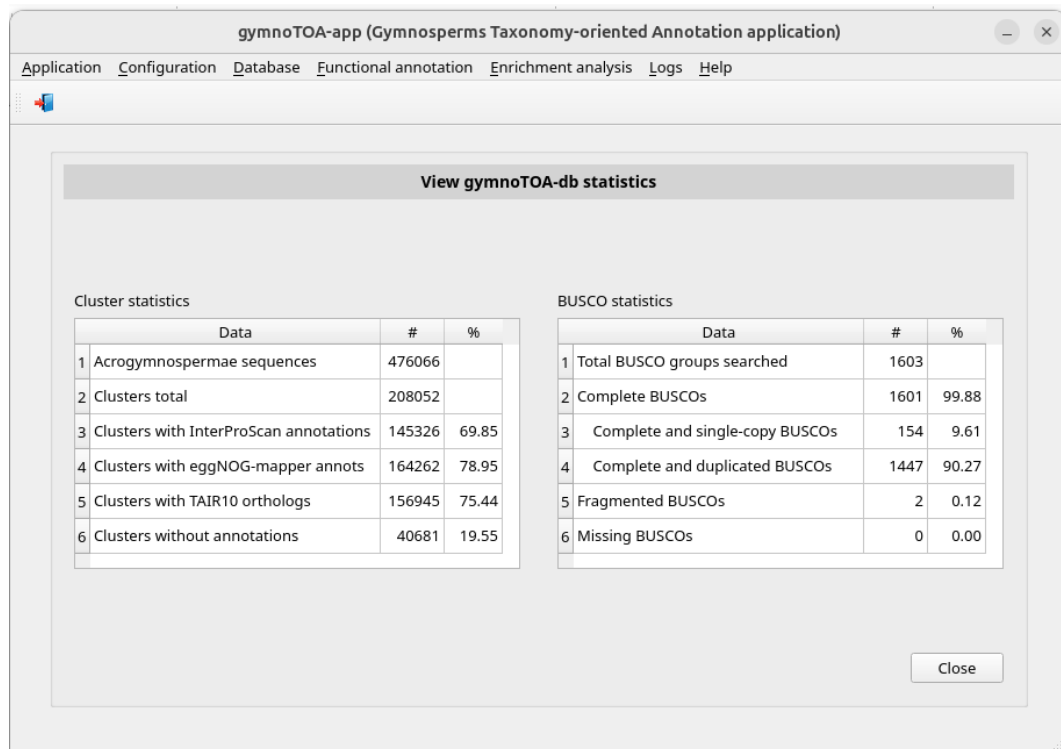 gymnoTOA-app (Gymnosperms Taxonomy-oriented Annotation application)
Application Configuration Database Functional annotation Enrichment analysis Logs Help
View gymnoTOA-db statistics
Cluster statistics
Data # %
1 Acrogymnospermae sequences 476066
2 Clusters total 208052
3 Clusters with InterProScan annotations 145326 69.85
4 Clusters with eggNOG-mapper annots 164262 78.95
5 Clusters with TAIR10 orthologs 156945 75.44
6 Clusters without annotations 40681 19.55
BUSCO statistics
Data # %
1 Total BUSCO groups searched 1603
2 Complete BUSCOs 1601 99.88
3 Complete and single-copy BUSCOs 154 9.61
4 Complete and duplicated BUSCOs 1447 90.27
5 Fragmented BUSCOs 2 0.12
6 Missing BUSCOs 0 0.00
Close